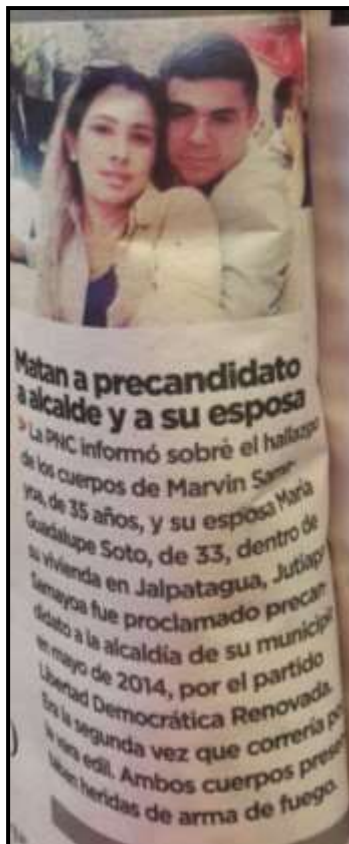 Matan a precandidato
a alcalde y a su esposa
La PNC informó sobre el hallazgo
de los cuerpos de Marvin Sama-
yoa, de 35 años, y su esposa María
Guadalupe Soto, de 33, dentro de
su vivienda en Jalpatagua, Jutiapa.
Samayoa fue proclamado precan-
didato a la alcaldía de su municipio
en mayo de 2014, por el partido
Libertad Democrática Renovada.
Era la segunda vez que correría por
la vara edil. Ambos cuerpos presen-
taban heridas de arma de fuego.